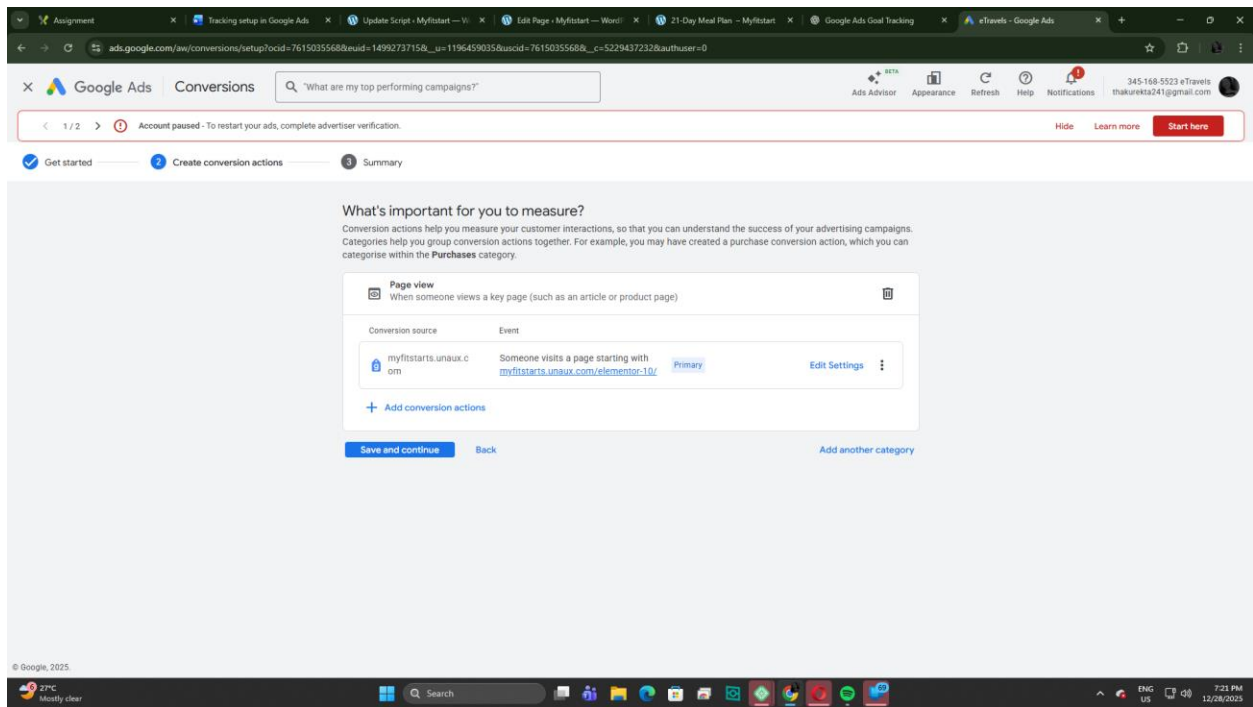 Assignment
Tracking setup in Google Ads
Update Script ‹ Myfitstart — W
Edit Page ‹ Myfitstart — WordP
21-Day Meal Plan – Myfitstart
Google Ads Goal Tracking
eTravels - Google Ads
ads.google.com/aw/conversions/setup?ocid=7615035568&euid=1499273715&__u=1196459035&uscid=7615035568&__c=5229437232&authuser=0
Google Ads
Conversions
"What are my top performing campaigns?"
BETA
Ads Advisor
Appearance
Refresh
Help
Notifications
345-168-5523 eTravels
thakurekta241@gmail.com
1 / 2
Account paused - To restart your ads, complete advertiser verification.
Hide
Learn more
Start here
Get started
2 Create conversion actions
3 Summary
What's important for you to measure?
Conversion actions help you measure your customer interactions, so that you can understand the success of your advertising campaigns.
Categories help you group conversion actions together. For example, you may have created a purchase conversion action, which you can
categorise within the Purchases category.
Page view
When someone views a key page (such as an article or product page)
Conversion source
Event
myfitstarts.unaux.c
om
Someone visits a page starting with
myfitstarts.unaux.com/elementor-10/
Primary
Edit Settings
Add conversion actions
Save and continue
Back
Add another category
© Google, 2025.
27°C
Mostly clear
Search
ENG
US
7:21 PM
12/28/2025